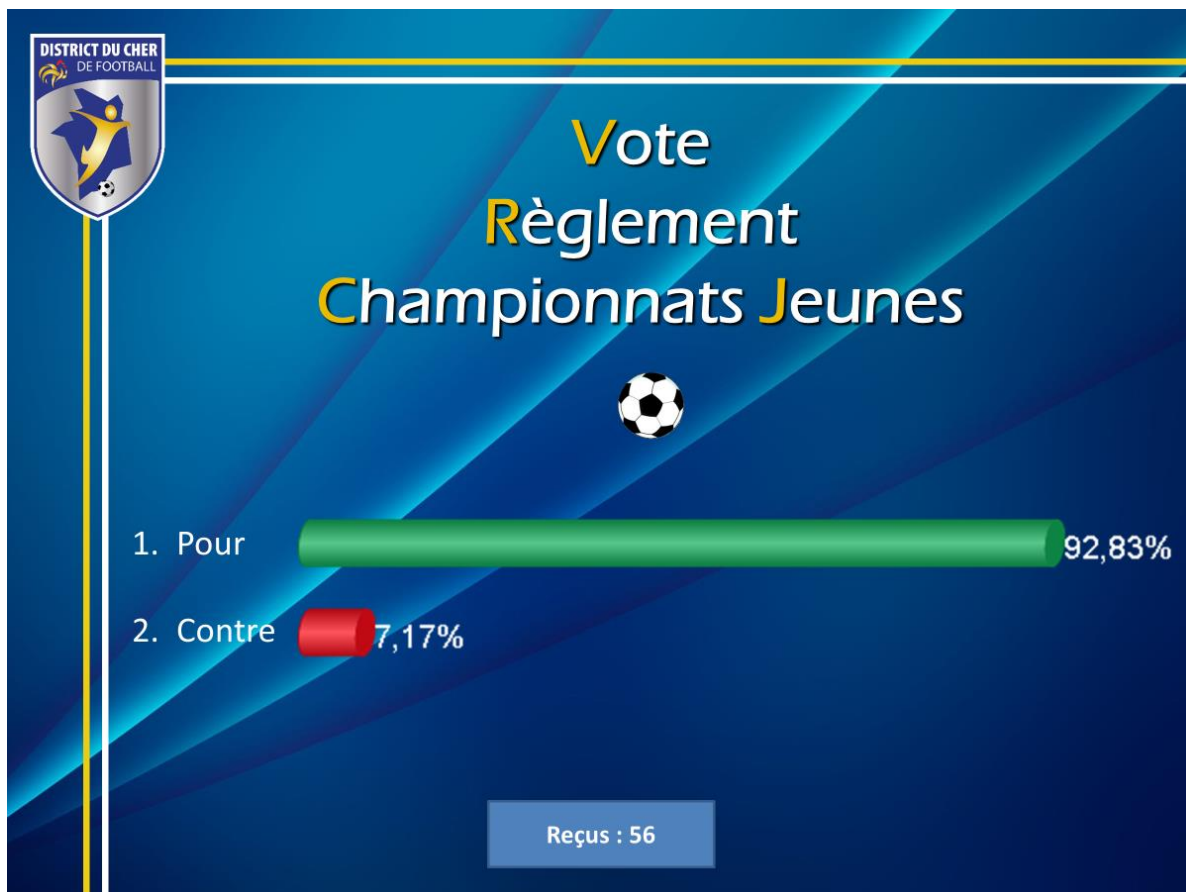 DISTRICT DU CHER
DE FOOTBALL
Vote
Règlement
Championnats Jeunes
1. Pour 92,83%
2. Contre 7,17%
Reçus : 56